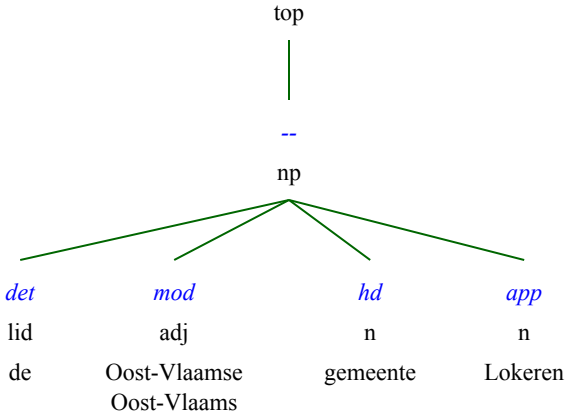 top
--
np
det mod hd app
lid adj n n
de Oost-Vlaamse gemeente Lokeren
Oost-Vlaams